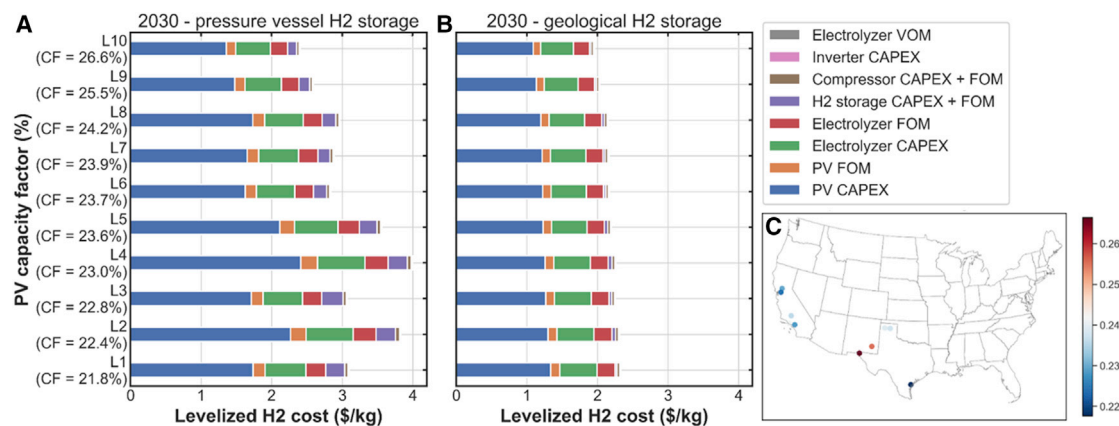 A
2030 - pressure vessel H2 storage
PV capacity factor (%)
L10
(CF = 26.6%)
L9
(CF = 25.5%)
L8
(CF = 24.2%)
L7
(CF = 23.9%)
L6
(CF = 23.7%)
L5
(CF = 23.6%)
L4
(CF = 23.0%)
L3
(CF = 22.8%)
L2
(CF = 22.4%)
L1
(CF = 21.8%)
0 1 2 3 4
Levelized H2 cost ($/kg)
B
2030 - geological H2 storage
0 1 2 3 4
Levelized H2 cost ($/kg)
Electrolyzer VOM
Inverter CAPEX
Compressor CAPEX + FOM
H2 storage CAPEX + FOM
Electrolyzer FOM
Electrolyzer CAPEX
PV FOM
PV CAPEX
C
0.26
0.25
0.24
0.23
0.22